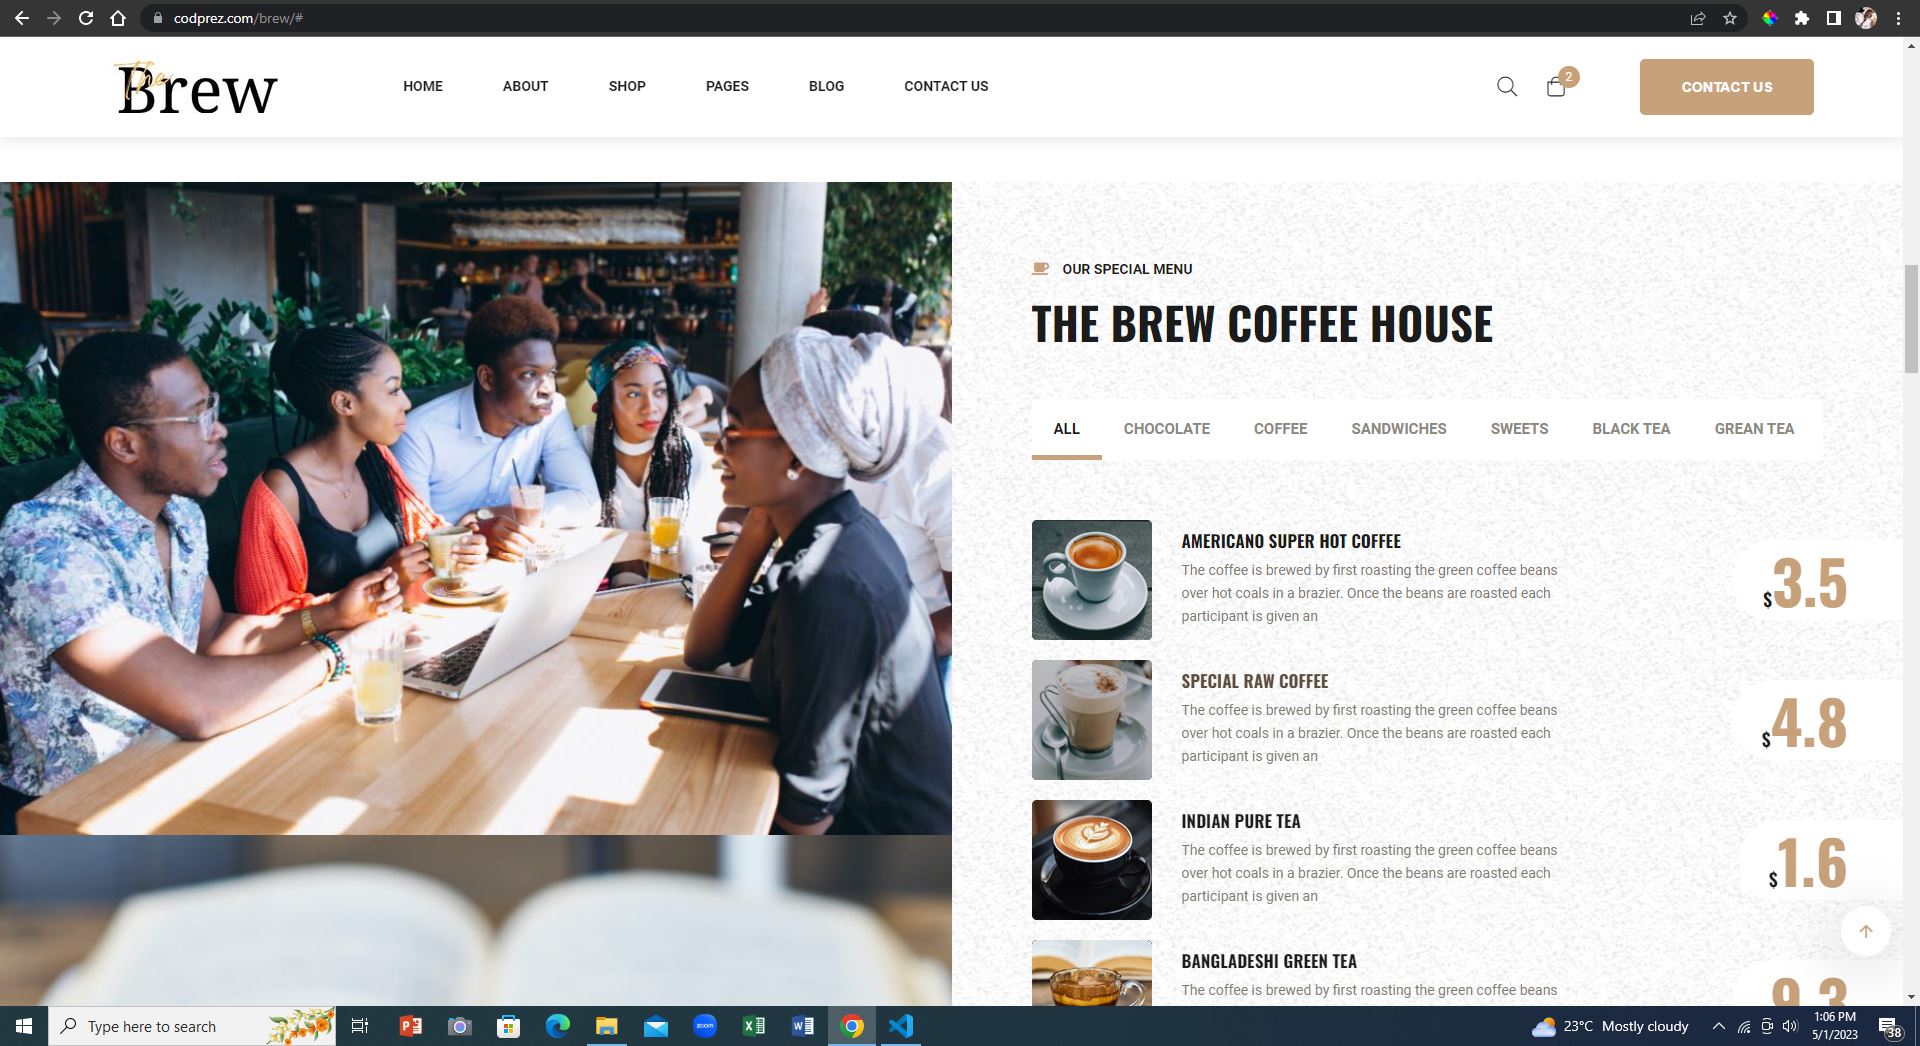 codprez.com/brew/#
The
Brew
HOME
ABOUT
SHOP
PAGES
BLOG
CONTACT US
2
CONTACT US
OUR SPECIAL MENU
THE BREW COFFEE HOUSE
ALL
CHOCOLATE
COFFEE
SANDWICHES
SWEETS
BLACK TEA
GREAN TEA
AMERICANO SUPER HOT COFFEE
The coffee is brewed by first roasting the green coffee beans
over hot coals in a brazier. Once the beans are roasted each
participant is given an
$3.5
SPECIAL RAW COFFEE
The coffee is brewed by first roasting the green coffee beans
over hot coals in a brazier. Once the beans are roasted each
participant is given an
$4.8
INDIAN PURE TEA
The coffee is brewed by first roasting the green coffee beans
over hot coals in a brazier. Once the beans are roasted each
participant is given an
$1.6
BANGLADESHI GREEN TEA
The coffee is brewed by first roasting the green coffee beans
9.3
Type here to search
zoom
23°C Mostly cloudy
1:06 PM
5/1/2023
38